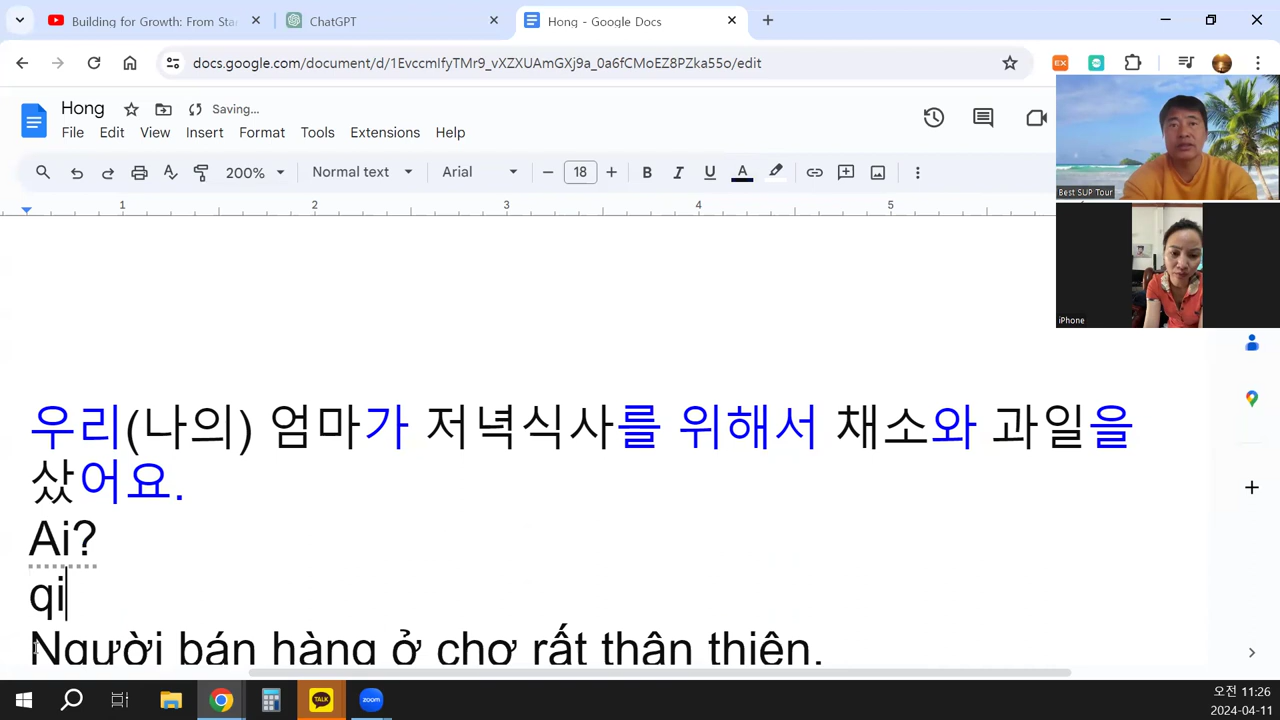 Building for Growth: From Sta
ChatGPT
Hong - Google Docs
docs.google.com/document/d/1EvccmIfyTMr9_vXZXUAmGXj9a_0a6fCMoEZ8PZka55o/edit
Hong
Saving...
File Edit View Insert Format Tools Extensions Help
200% Normal text Arial 18 B I U A
1 2 3 4 5
Best SUP Tour
iPhone
우리(나의) 엄마가 저녁식사를 위해서 채소와 과일을
샀어요.
Ai?
qi
Người bán hàng ở chợ rất thân thiện.
TALK
zoom
오전 11:26
2024-04-11